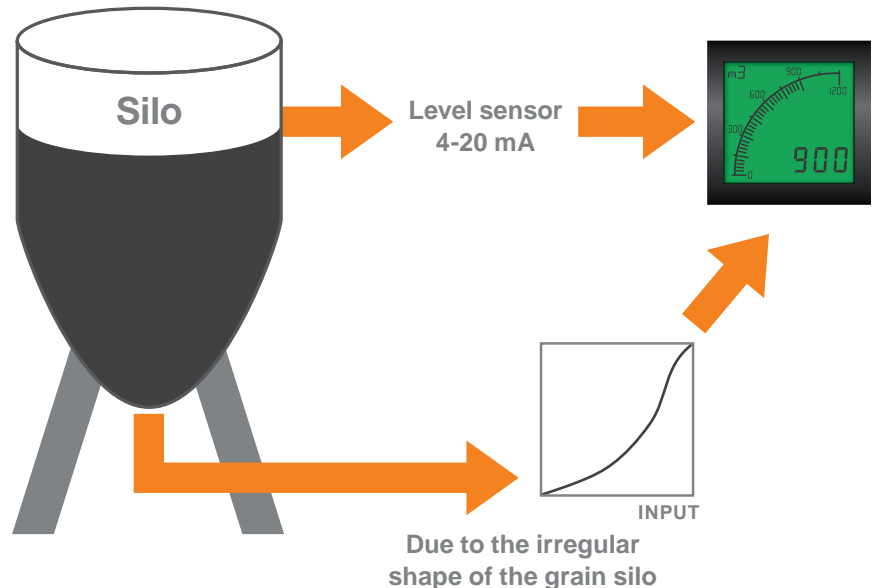 Silo
Level sensor
4-20 mA
m3
0
300
600
900
1200
900
INPUT
Due to the irregular
shape of the grain silo